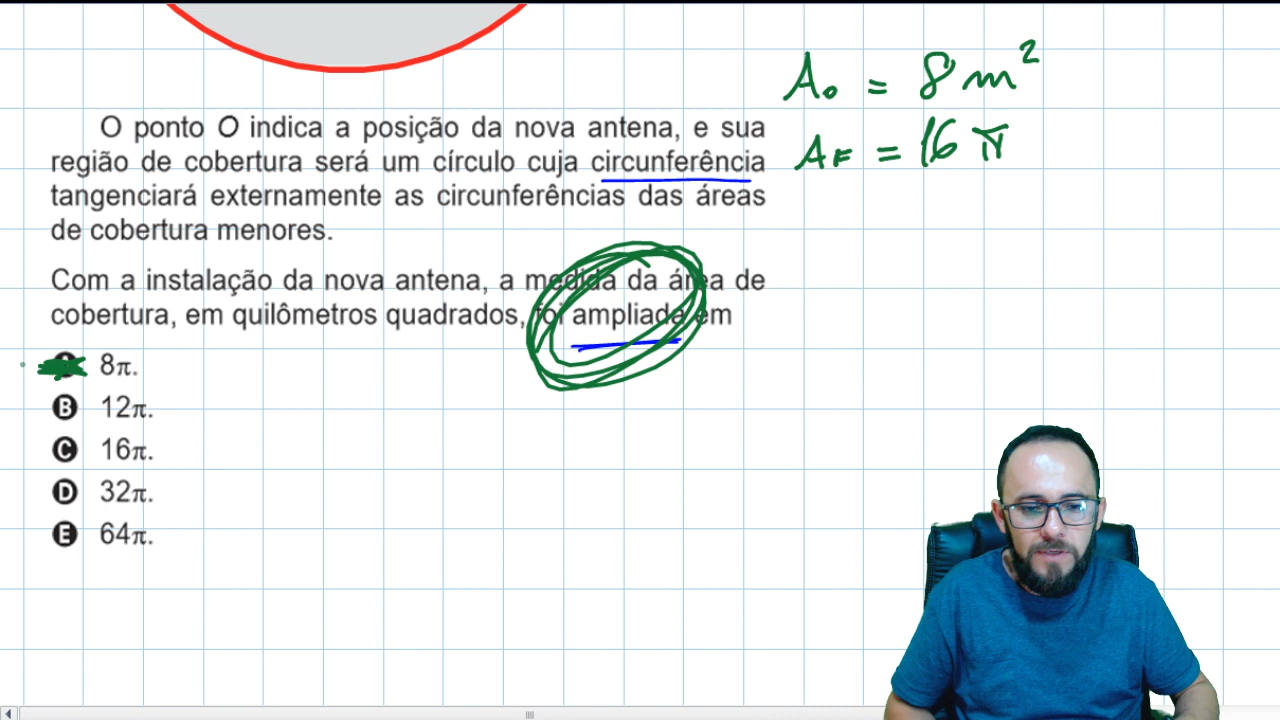 O ponto O indica a posição da nova antena, e sua
região de cobertura será um círculo cuja circunferência
tangenciará externamente as circunferências das áreas
de cobertura menores.
Com a instalação da nova antena, a medida da área de
cobertura, em quilômetros quadrados, foi ampliada em
8π.
B 12π.
C 16π.
D 32π.
E 64π.
A₀ = 8 m²
AF = 16 π